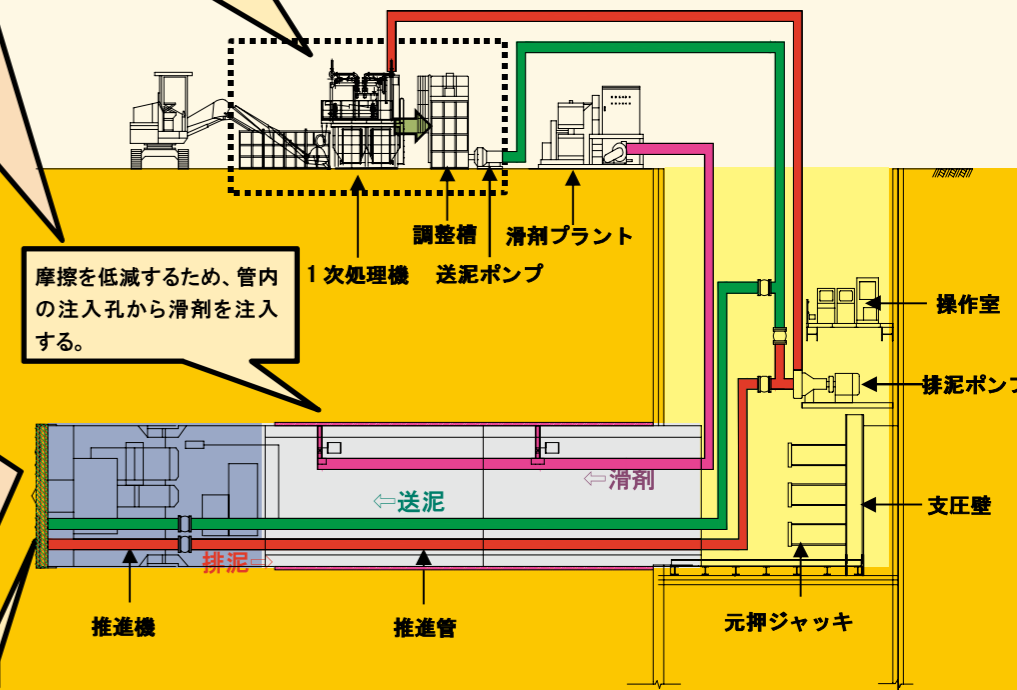 調整槽
滑剤プラント
1次処理機
送泥ポンプ
摩擦を低減するため、管内
の注入孔から滑剤を注入
する。
操作室
排泥ポンプ
⇦滑剤
⇦送泥
支圧壁
排泥⇨
推進機
推進管
元押ジャッキ